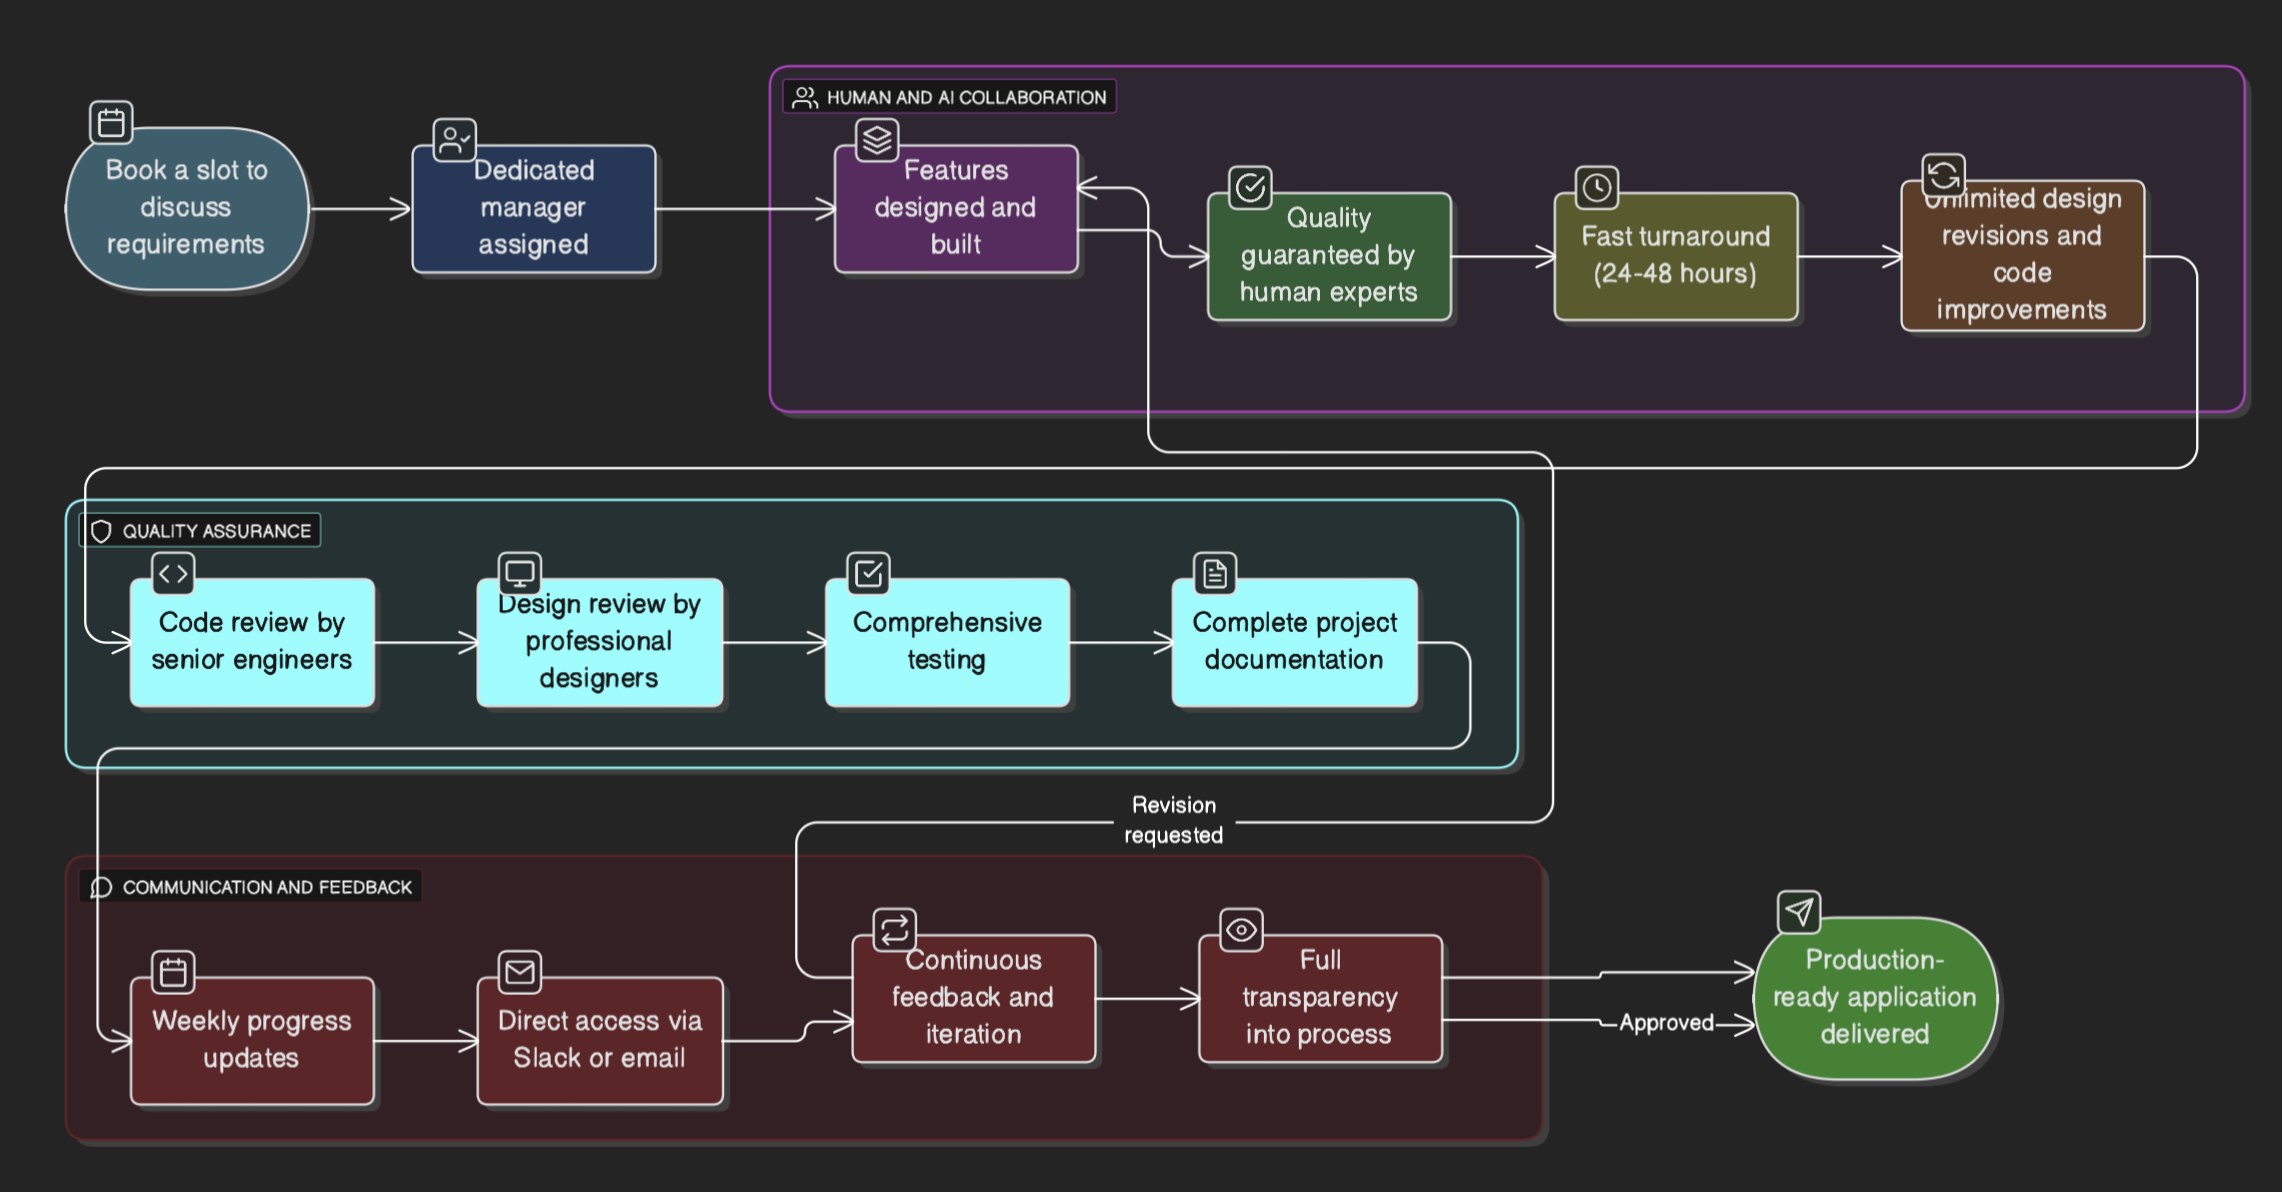 HUMAN AND AI COLLABORATION
Book a slot to
discuss
requirements
Dedicated
manager
assigned
Features
designed and
built
Quality
guaranteed by
human experts
Fast turnaround
(24-48 hours)
Unlimited design
revisions and
code
improvements
QUALITY ASSURANCE
Code review by
senior engineers
Design review by
professional
designers
Comprehensive
testing
Complete project
documentation
Revision
requested
COMMUNICATION AND FEEDBACK
Weekly progress
updates
Direct access via
Slack or email
Continuous
feedback and
iteration
Full
transparency
into process
Approved
Production-
ready application
delivered